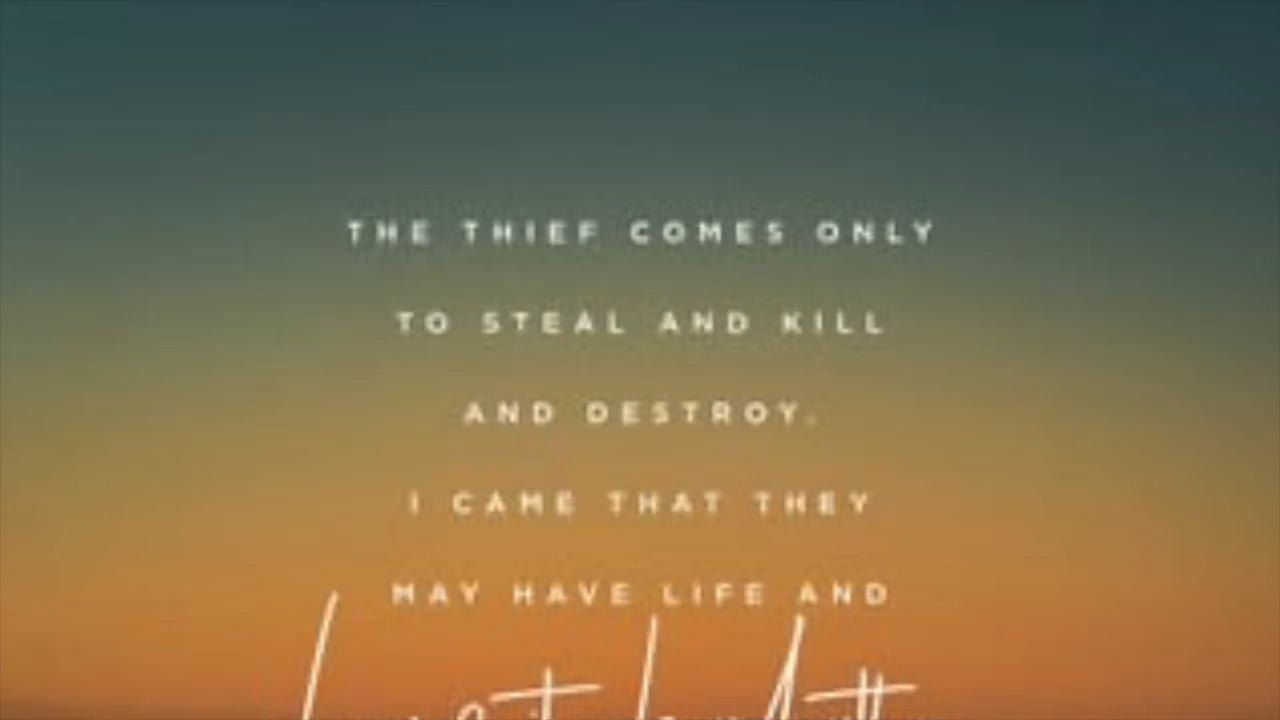 THE THIEF COMES ONLY
TO STEAL AND KILL
AND DESTROY.
I CAME THAT THEY
MAY HAVE LIFE AND